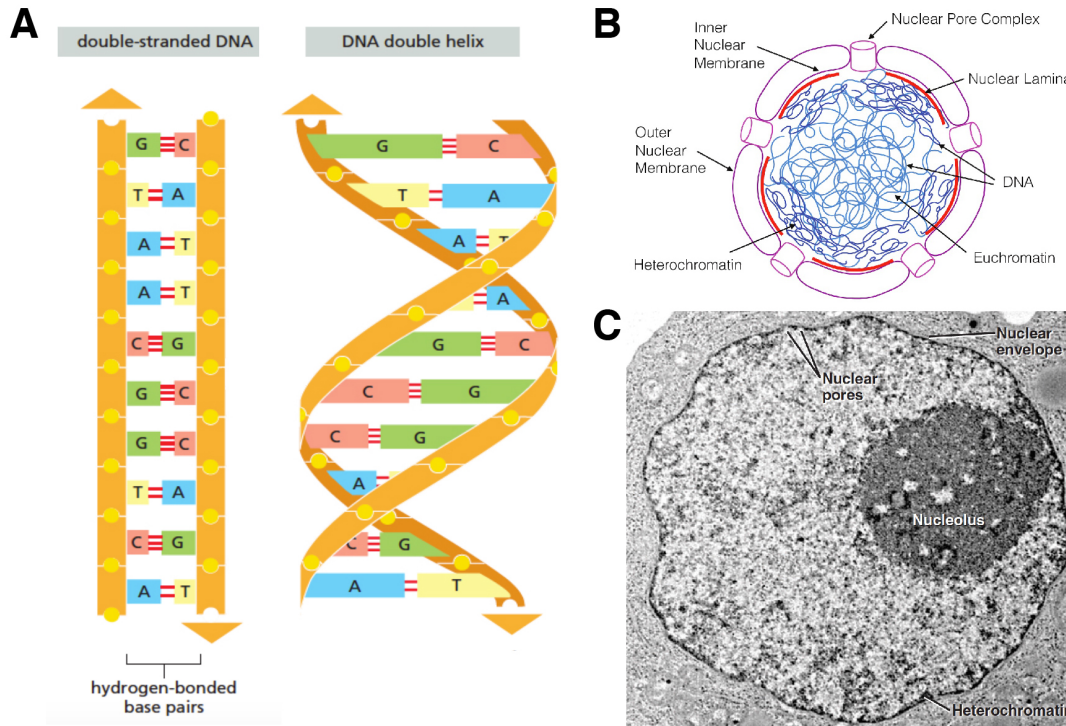 A
double-stranded DNA
DNA double helix
G C
T A
A T
A T
C G
G C
G C
T A
C G
A T
hydrogen-bonded
base pairs
G C
T A
A T
A
G C
C G
C G
A
C G
A T
B
Nuclear Pore Complex
Inner
Nuclear
Membrane
Nuclear Lamina
Outer
Nuclear
Membrane
DNA
Heterochromatin
Euchromatin
C
Nuclear
envelope
Nuclear
pores
Nucleolus
Heterochromatin